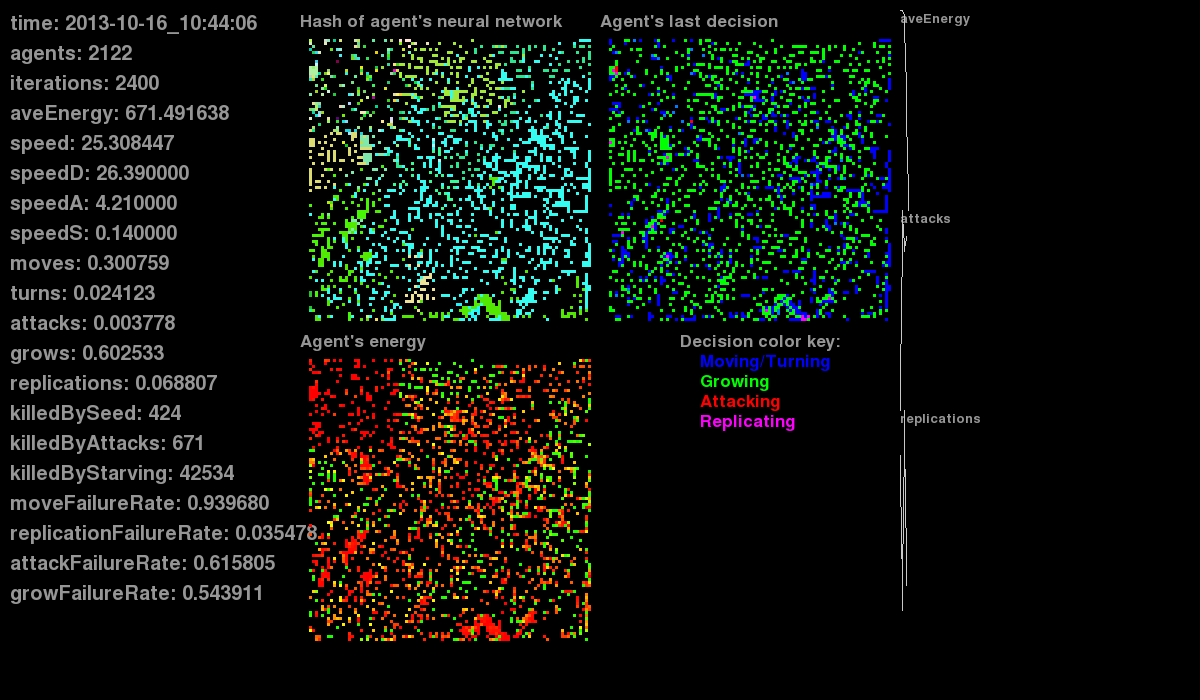 time: 2013-10-16_10:44:06
agents: 2122
iterations: 2400
aveEnergy: 671.491638
speed: 25.308447
speedD: 26.390000
speedA: 4.210000
speedS: 0.140000
moves: 0.300759
turns: 0.024123
attacks: 0.003778
grows: 0.602533
replications: 0.068807
killedBySeed: 424
killedByAttacks: 671
killedByStarving: 42534
moveFailureRate: 0.939680
replicationFailureRate: 0.035478
attackFailureRate: 0.615805
growFailureRate: 0.543911
Hash of agent's neural network
Agent's last decision
Agent's energy
Decision color key:
Moving/Turning
Growing
Attacking
Replicating
aveEnergy
attacks
replications